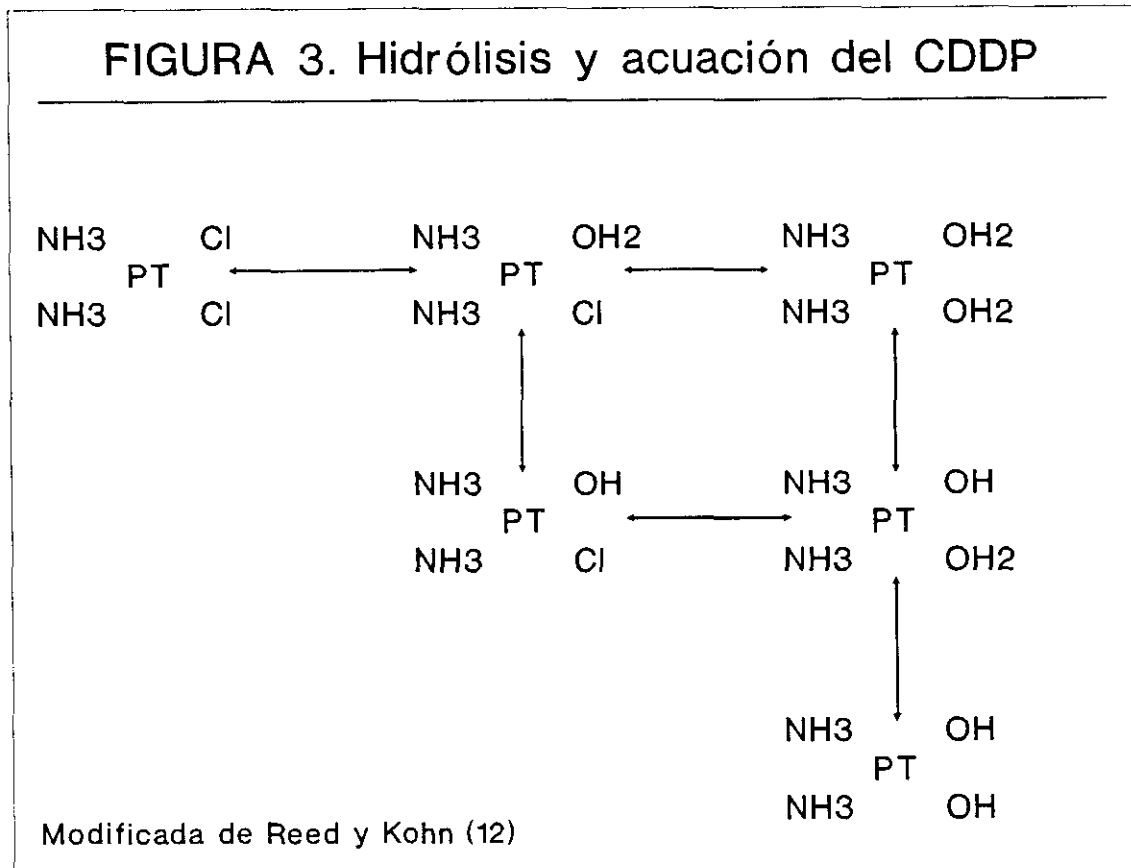 FIGURA 3. Hidrólisis y acuación del CDDP
NH3 Cl NH3 OH2 NH3 OH2
PT PT PT
NH3 Cl NH3 Cl NH3 OH2
NH3 OH NH3 OH
PT PT
NH3 Cl NH3 OH2
NH3 OH
PT
NH3 OH
Modificada de Reed y Kohn (12)